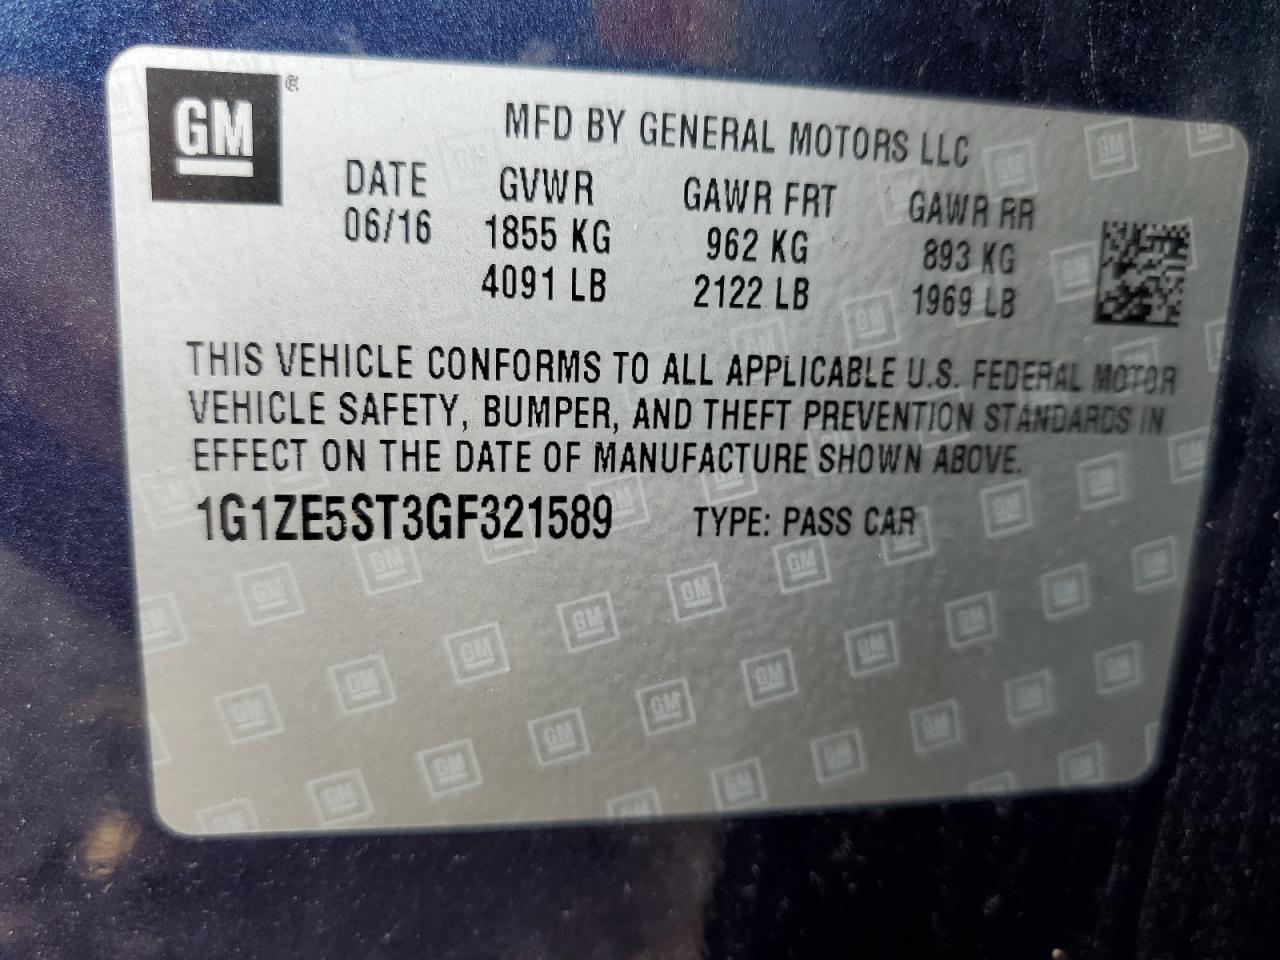 GM ®
MFD BY GENERAL MOTORS LLC
DATE GVWR GAWR FRT GAWR RR
06/16 1855 KG 962 KG 893 KG
4091 LB 2122 LB 1969 LB
THIS VEHICLE CONFORMS TO ALL APPLICABLE U.S. FEDERAL MOTOR
VEHICLE SAFETY, BUMPER, AND THEFT PREVENTION STANDARDS IN
EFFECT ON THE DATE OF MANUFACTURE SHOWN ABOVE.
1G1ZE5ST3GF321589 TYPE: PASS CAR